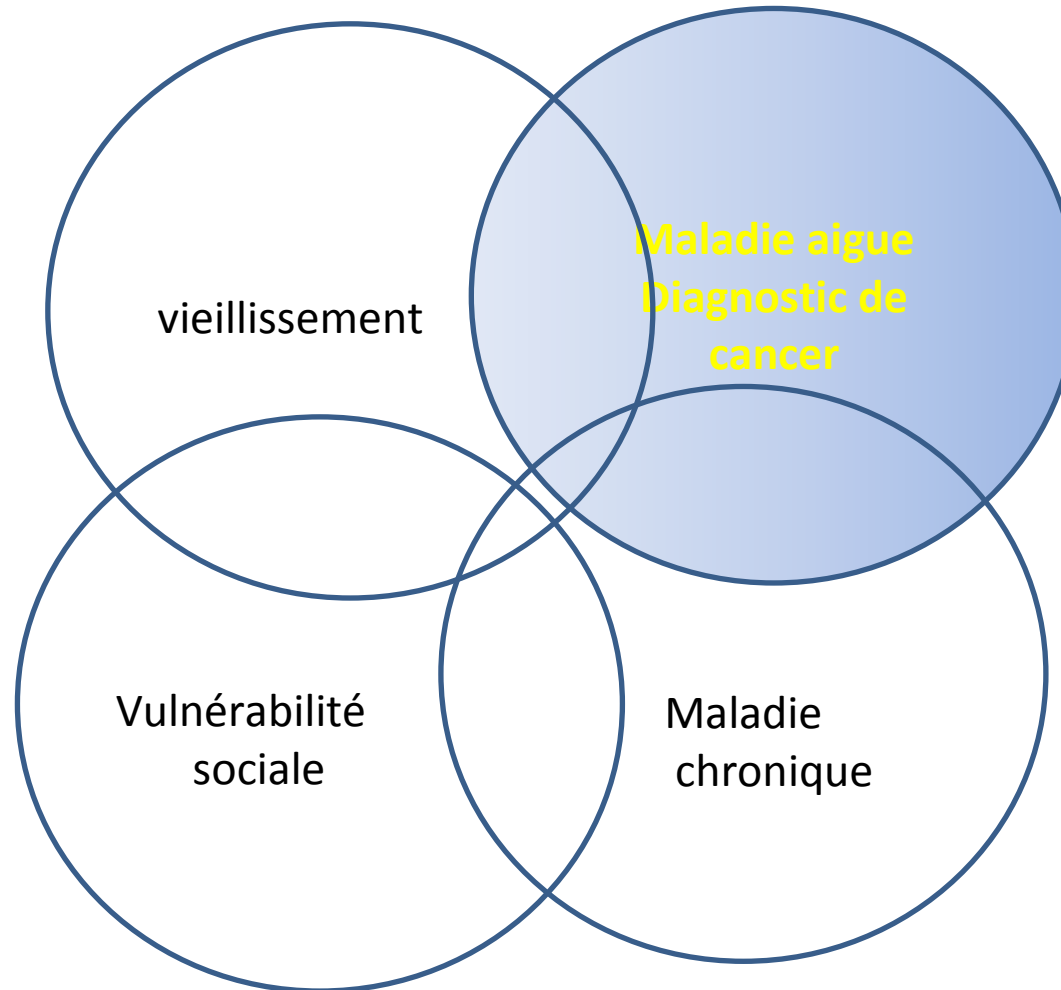 Maladie aigue
Diagnostic de
cancer
vieillissement
Vulnérabilité
sociale
Maladie
chronique